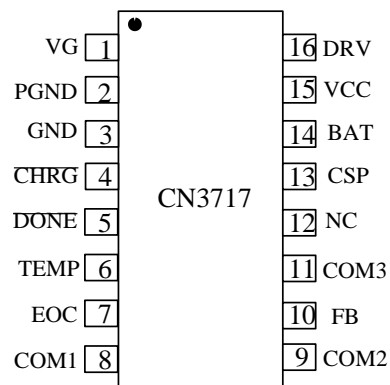 VG 1 16 DRV
PGND 2 15 VCC
GND 3 14 BAT
CHRG 4 13 CSP
CN3717
DONE 5 12 NC
TEMP 6 11 COM3
EOC 7 10 FB
COM1 8 9 COM2